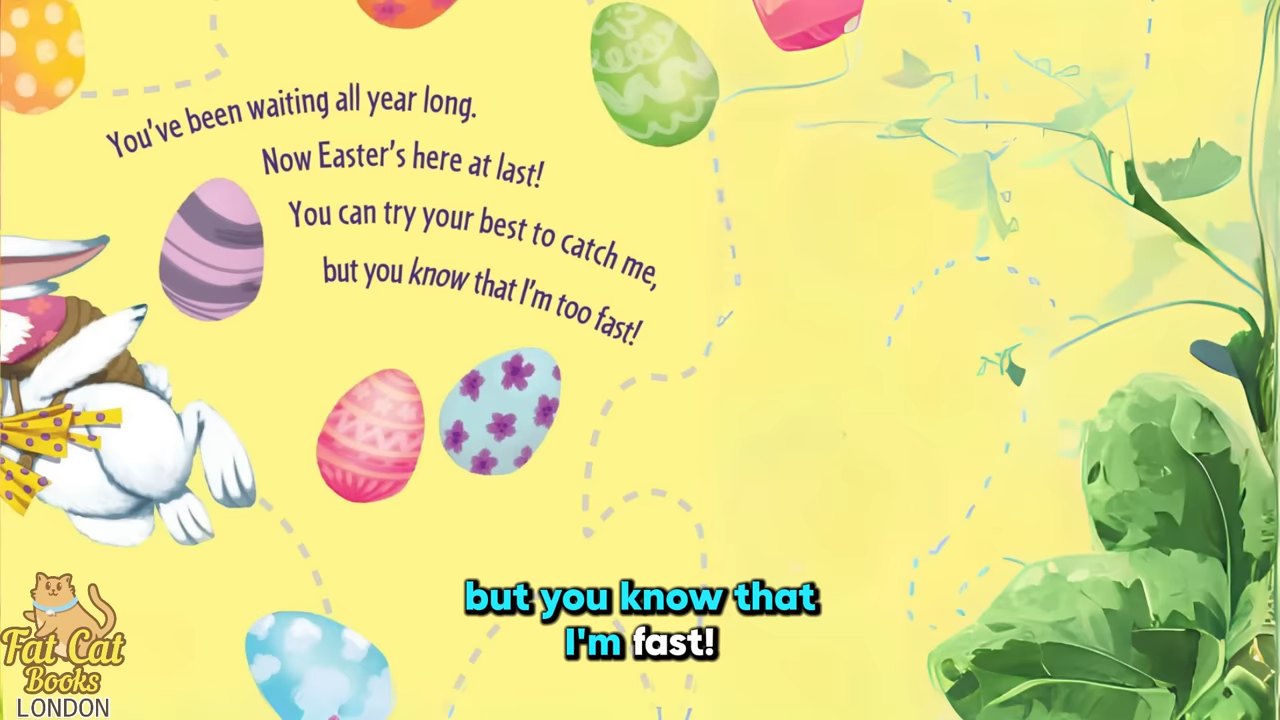 You've been waiting all year long.
Now Easter's here at last!
You can try your best to catch me,
but you know that I'm too fast!
but you know that
I'm fast!
Fat Cat
Books
LONDON